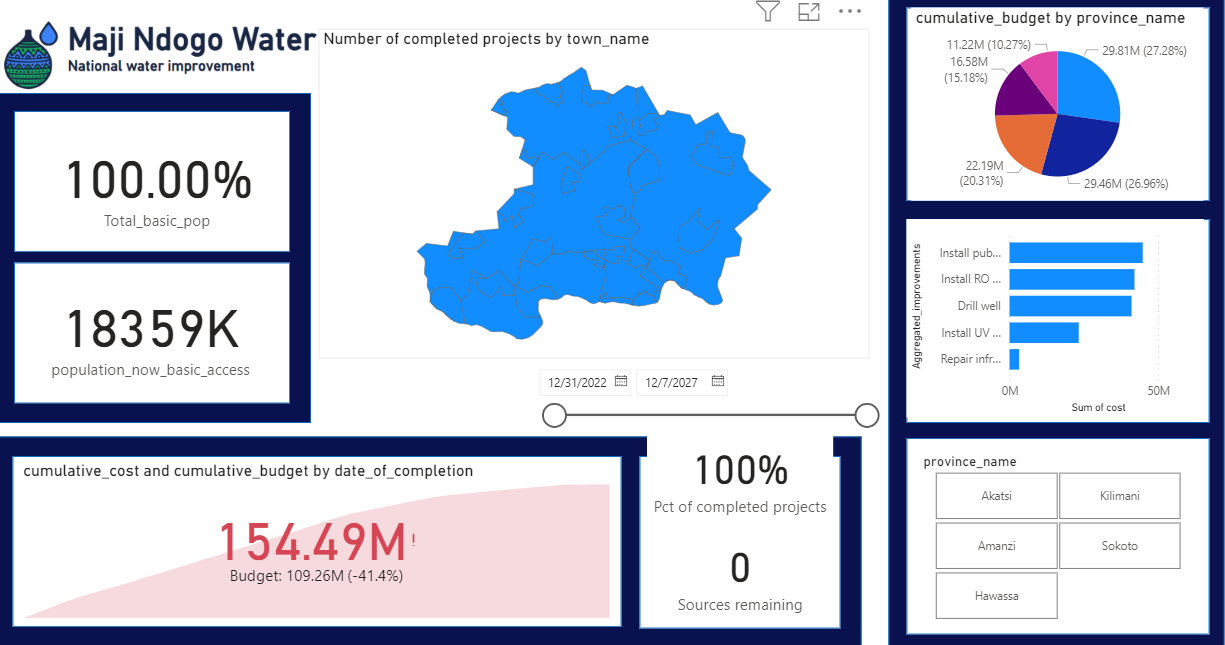 Maji Ndogo Water
National water improvement
100.00%
Total_basic_pop
18359K
population_now_basic_access
Number of completed projects by town_name
12/31/2022
12/7/2027
cumulative_cost and cumulative_budget by date_of_completion
154.49M!
Budget: 109.26M (-41.4%)
100%
Pct of completed projects
0
Sources remaining
cumulative_budget by province_name
11.22M (10.27%)
29.81M (27.28%)
16.58M
(15.18%)
22.19M
(20.31%)
29.46M (26.96%)
Aggregated_improvements
Install pub...
Install RO ...
Drill well
Install UV ...
Repair infr...
0M
50M
Sum of cost
province_name
Akatsi
Kilimani
Amanzi
Sokoto
Hawassa